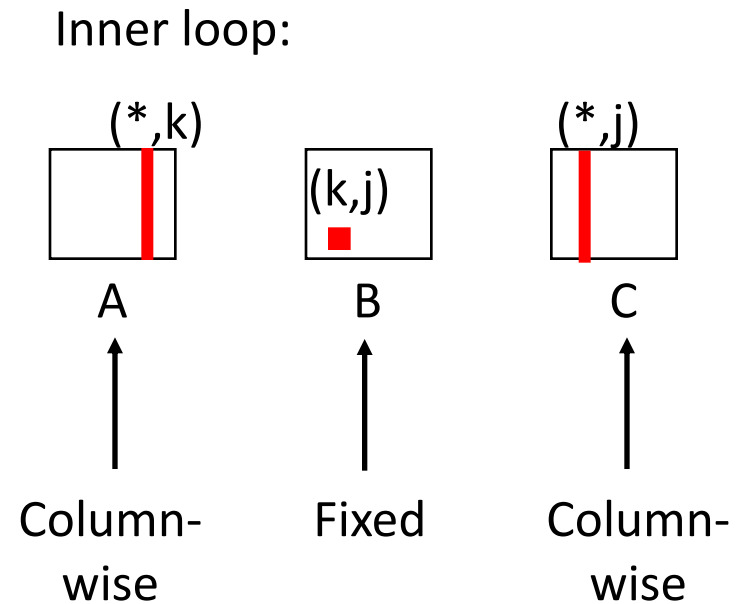 Inner loop:
(*,k)
(*,j)
(k,j)
A
B
C
Column-
wise
Fixed
Column-
wise